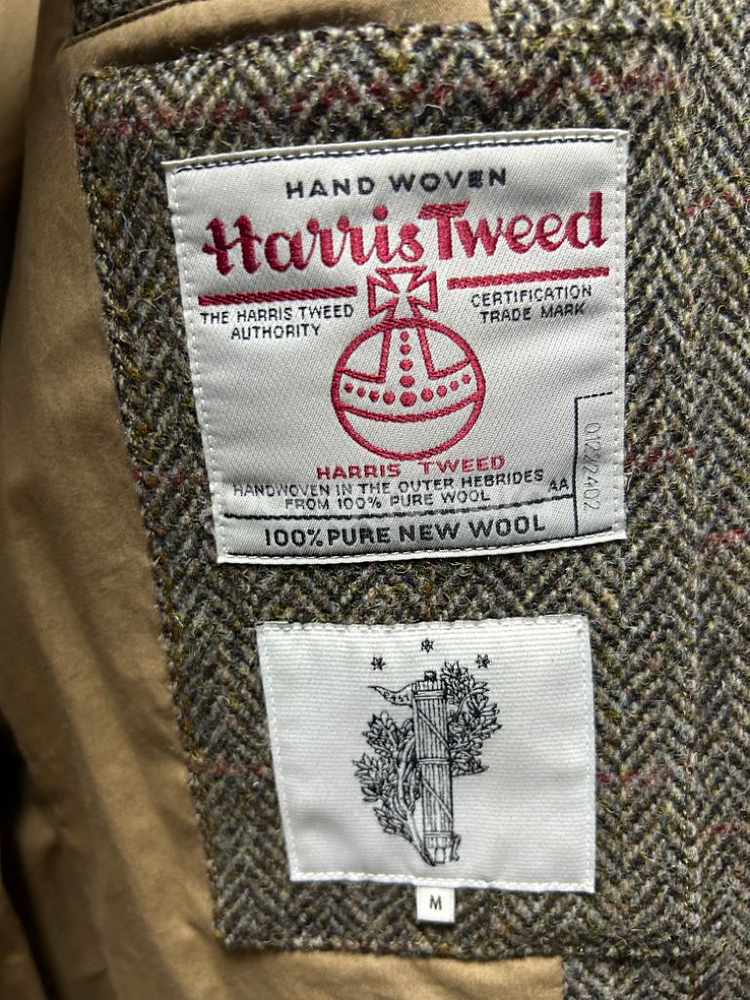 HAND WOVEN
Harris Tweed
THE HARRIS TWEED AUTHORITY
CERTIFICATION TRADE MARK
HARRIS TWEED
HANDWOVEN IN THE OUTER HEBRIDES AA
FROM 100% PURE WOOL
100% PURE NEW WOOL
01292402
M